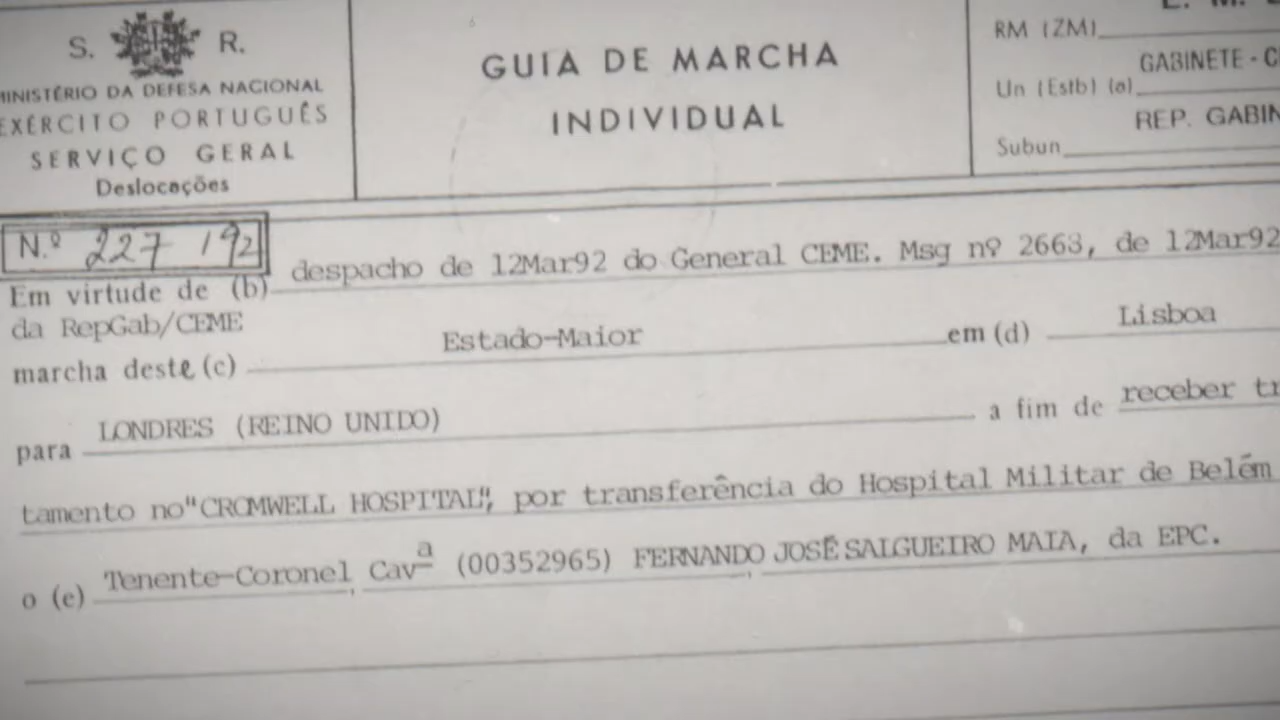 S. R.
MINISTÉRIO DA DEFESA NACIONAL
EXÉRCITO PORTUGUÊS
SERVIÇO GERAL
Deslocações
GUIA DE MARCHA
INDIVIDUAL
RM (ZM)
Un (Estb) (a) GABINETE - C
Subun REP. GABIN
N.º 227 / 92
Em virtude de (b) despacho de 12Mar92 do General CEME. Msg nº 2663, de 12Mar92
da RepGab/CEME
marcha deste (c) Estado-Maior em (d) Lisboa
para LONDRES (REINO UNIDO) a fim de receber tr
tamento no "CROMWELL HOSPITAL", por transferência do Hospital Militar de Belém
o (e) Tenente-Coronel Cavª (00352965) FERNANDO JOSÉ SALGUEIRO MAIA, da EPC.